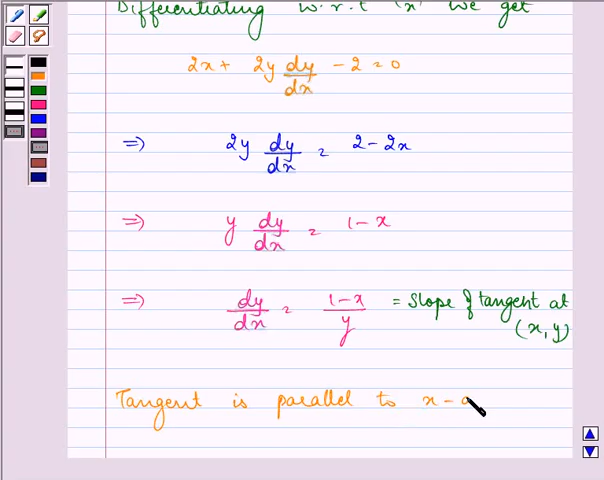 Differentiating w.r.t 'x' we get
2x + 2y dy/dx - 2 = 0
=> 2y dy/dx = 2 - 2x
=> y dy/dx = 1 - x
=> dy/dx = (1-x)/y = Slope of tangent at
(x, y)
Tangent is parallel to x - a